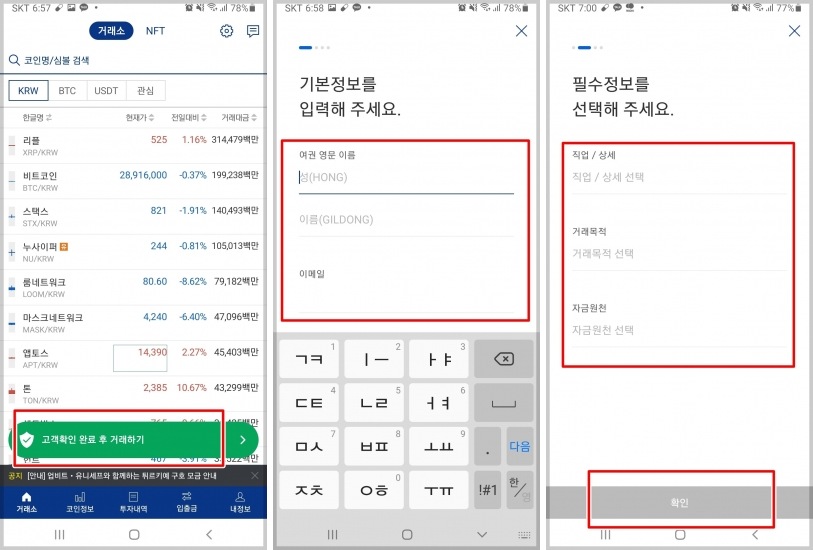 SKT 6:57
78%
거래소
NFT
코인명/심볼 검색
KRW
BTC
USDT
관심
한글명
현재가
전일대비
거래대금
리플
525
1.16%
314,479백만
XRP/KRW
비트코인
28,916,000
-0.37%
199,238백만
BTC/KRW
스택스
821
-1.91%
140,493백만
STX/KRW
누사이퍼
유
244
-0.81%
105,013백만
NU/KRW
룸네트워크
80.60
-8.62%
79,182백만
LOOM/KRW
마스크네트워크
4,240
-6.40%
47,096백만
MASK/KRW
앱토스
14,390
2.27%
45,403백만
APT/KRW
톤
2,385
10.67%
43,299백만
TON/KRW
고객확인 완료 후 거래하기
헌트
467
-3.91%
공지 [안내] 업비트・유니세프와 함께하는 튀르키예 구호 모금 안내
거래소
코인정보
투자내역
입출금
내정보
SKT 6:58
78%
기본정보를
입력해 주세요.
여권 영문 이름
성(HONG)
이름(GILDONG)
이메일
ㄱㅋ
1
ㅣㅡ
2
ㅏㅑ
3
ㄷㅌ
4
ㄴㄹ
5
ㅓㅕ
6
ㅁㅅ
7
ㅂㅍ
8
ㅗㅛ
9
.
다음
ㅈㅊ
ㅇㅎ
0
ㅜㅠ
!#1
한/영
SKT 7:00
77%
필수정보를
선택해 주세요.
직업 / 상세
직업 / 상세 선택
거래목적
거래목적 선택
자금원천
자금원천 선택
확인